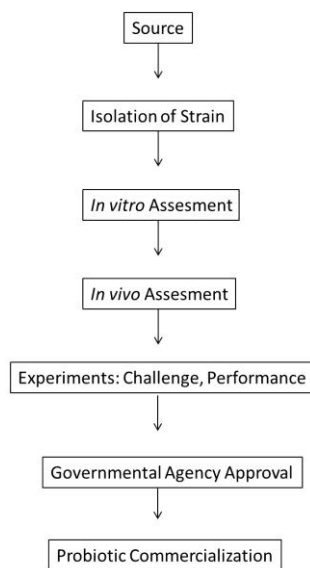 Source
Isolation of Strain
In vitro Assesment
In vivo Assesment
Experiments: Challenge, Performance
Governmental Agency Approval
Probiotic Commercialization